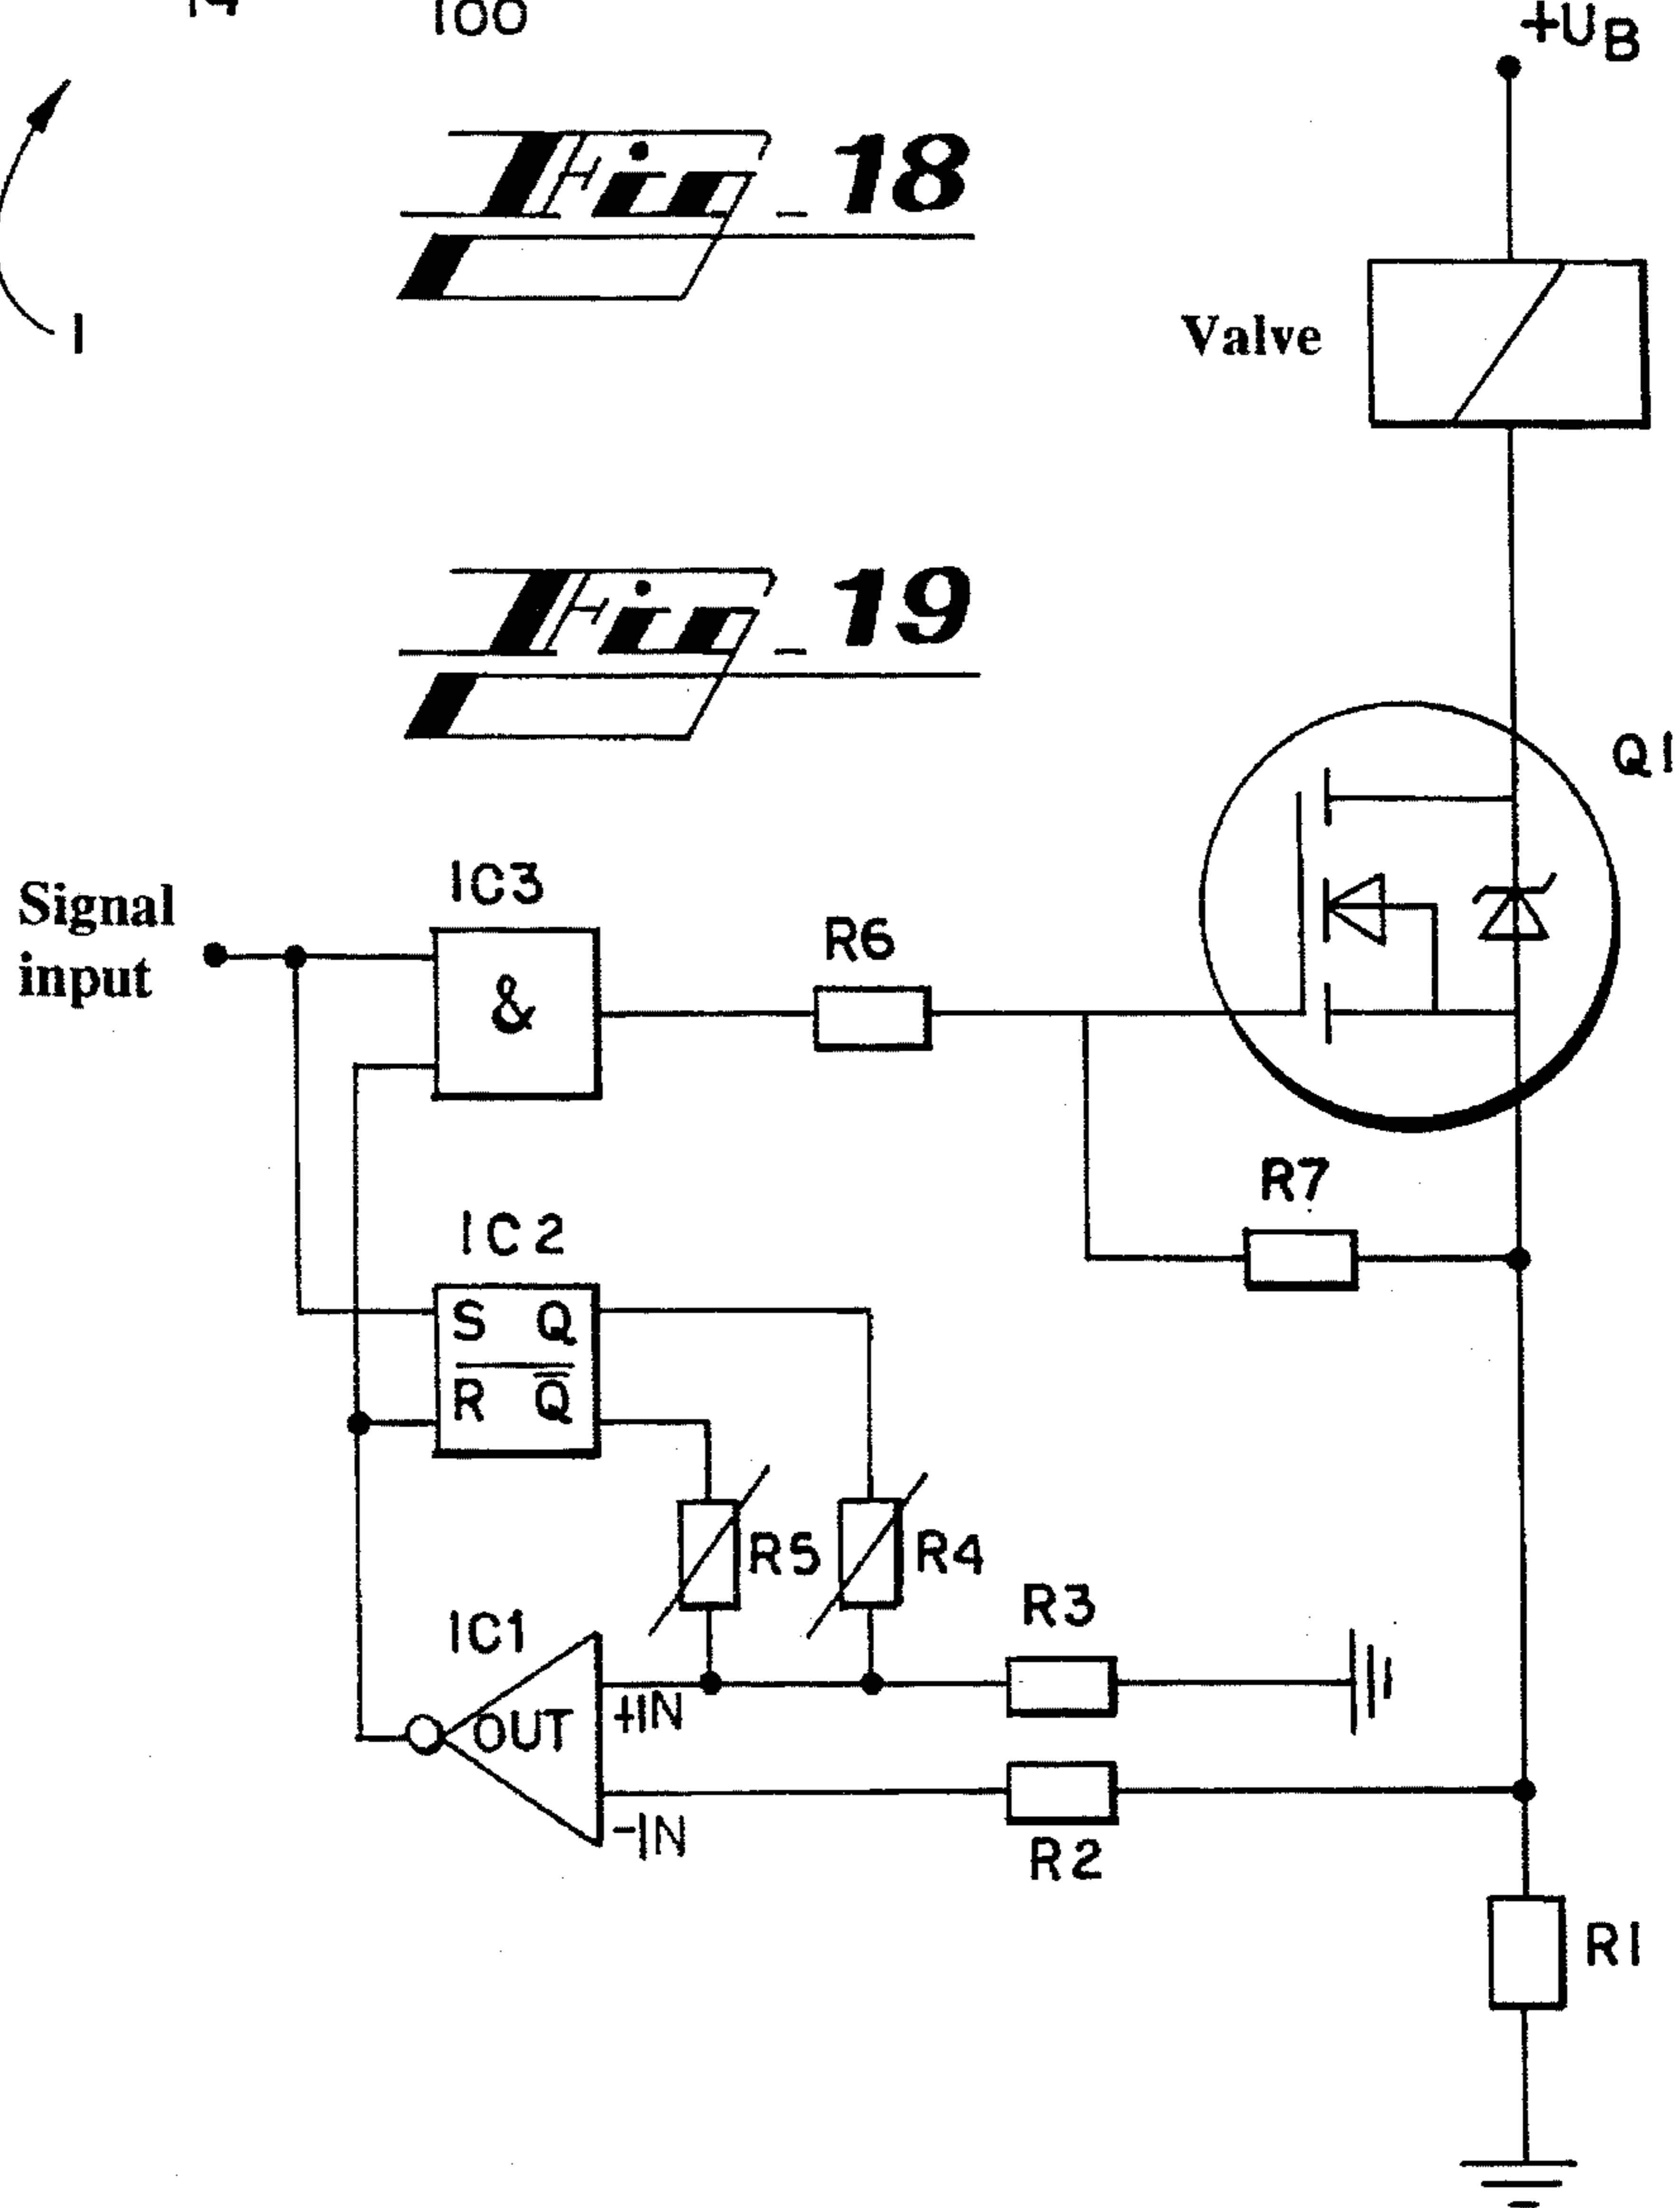 100
+UB
Fig_18
1
Valve
Fig_19
Q1
Signal
input
IC3
&
R6
R7
IC2
S Q
R Q̅
R5
R4
R3
IC1
OUT
+IN
-IN
R2
R1